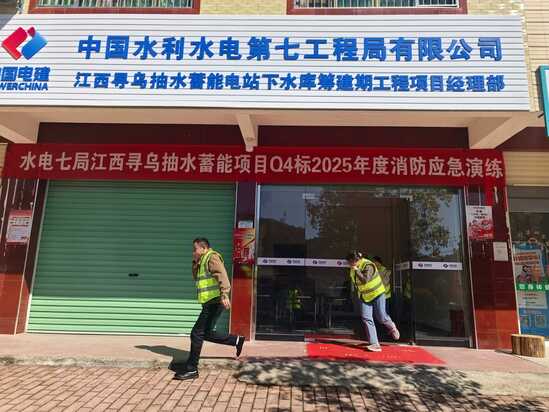 中国水利水电第七工程局有限公司
中国电建
POWERCHINA
江西寻乌抽水蓄能电站下水库筹建期工程项目经理部
水电七局江西寻乌抽水蓄能项目Q4标2025年度消防应急演练